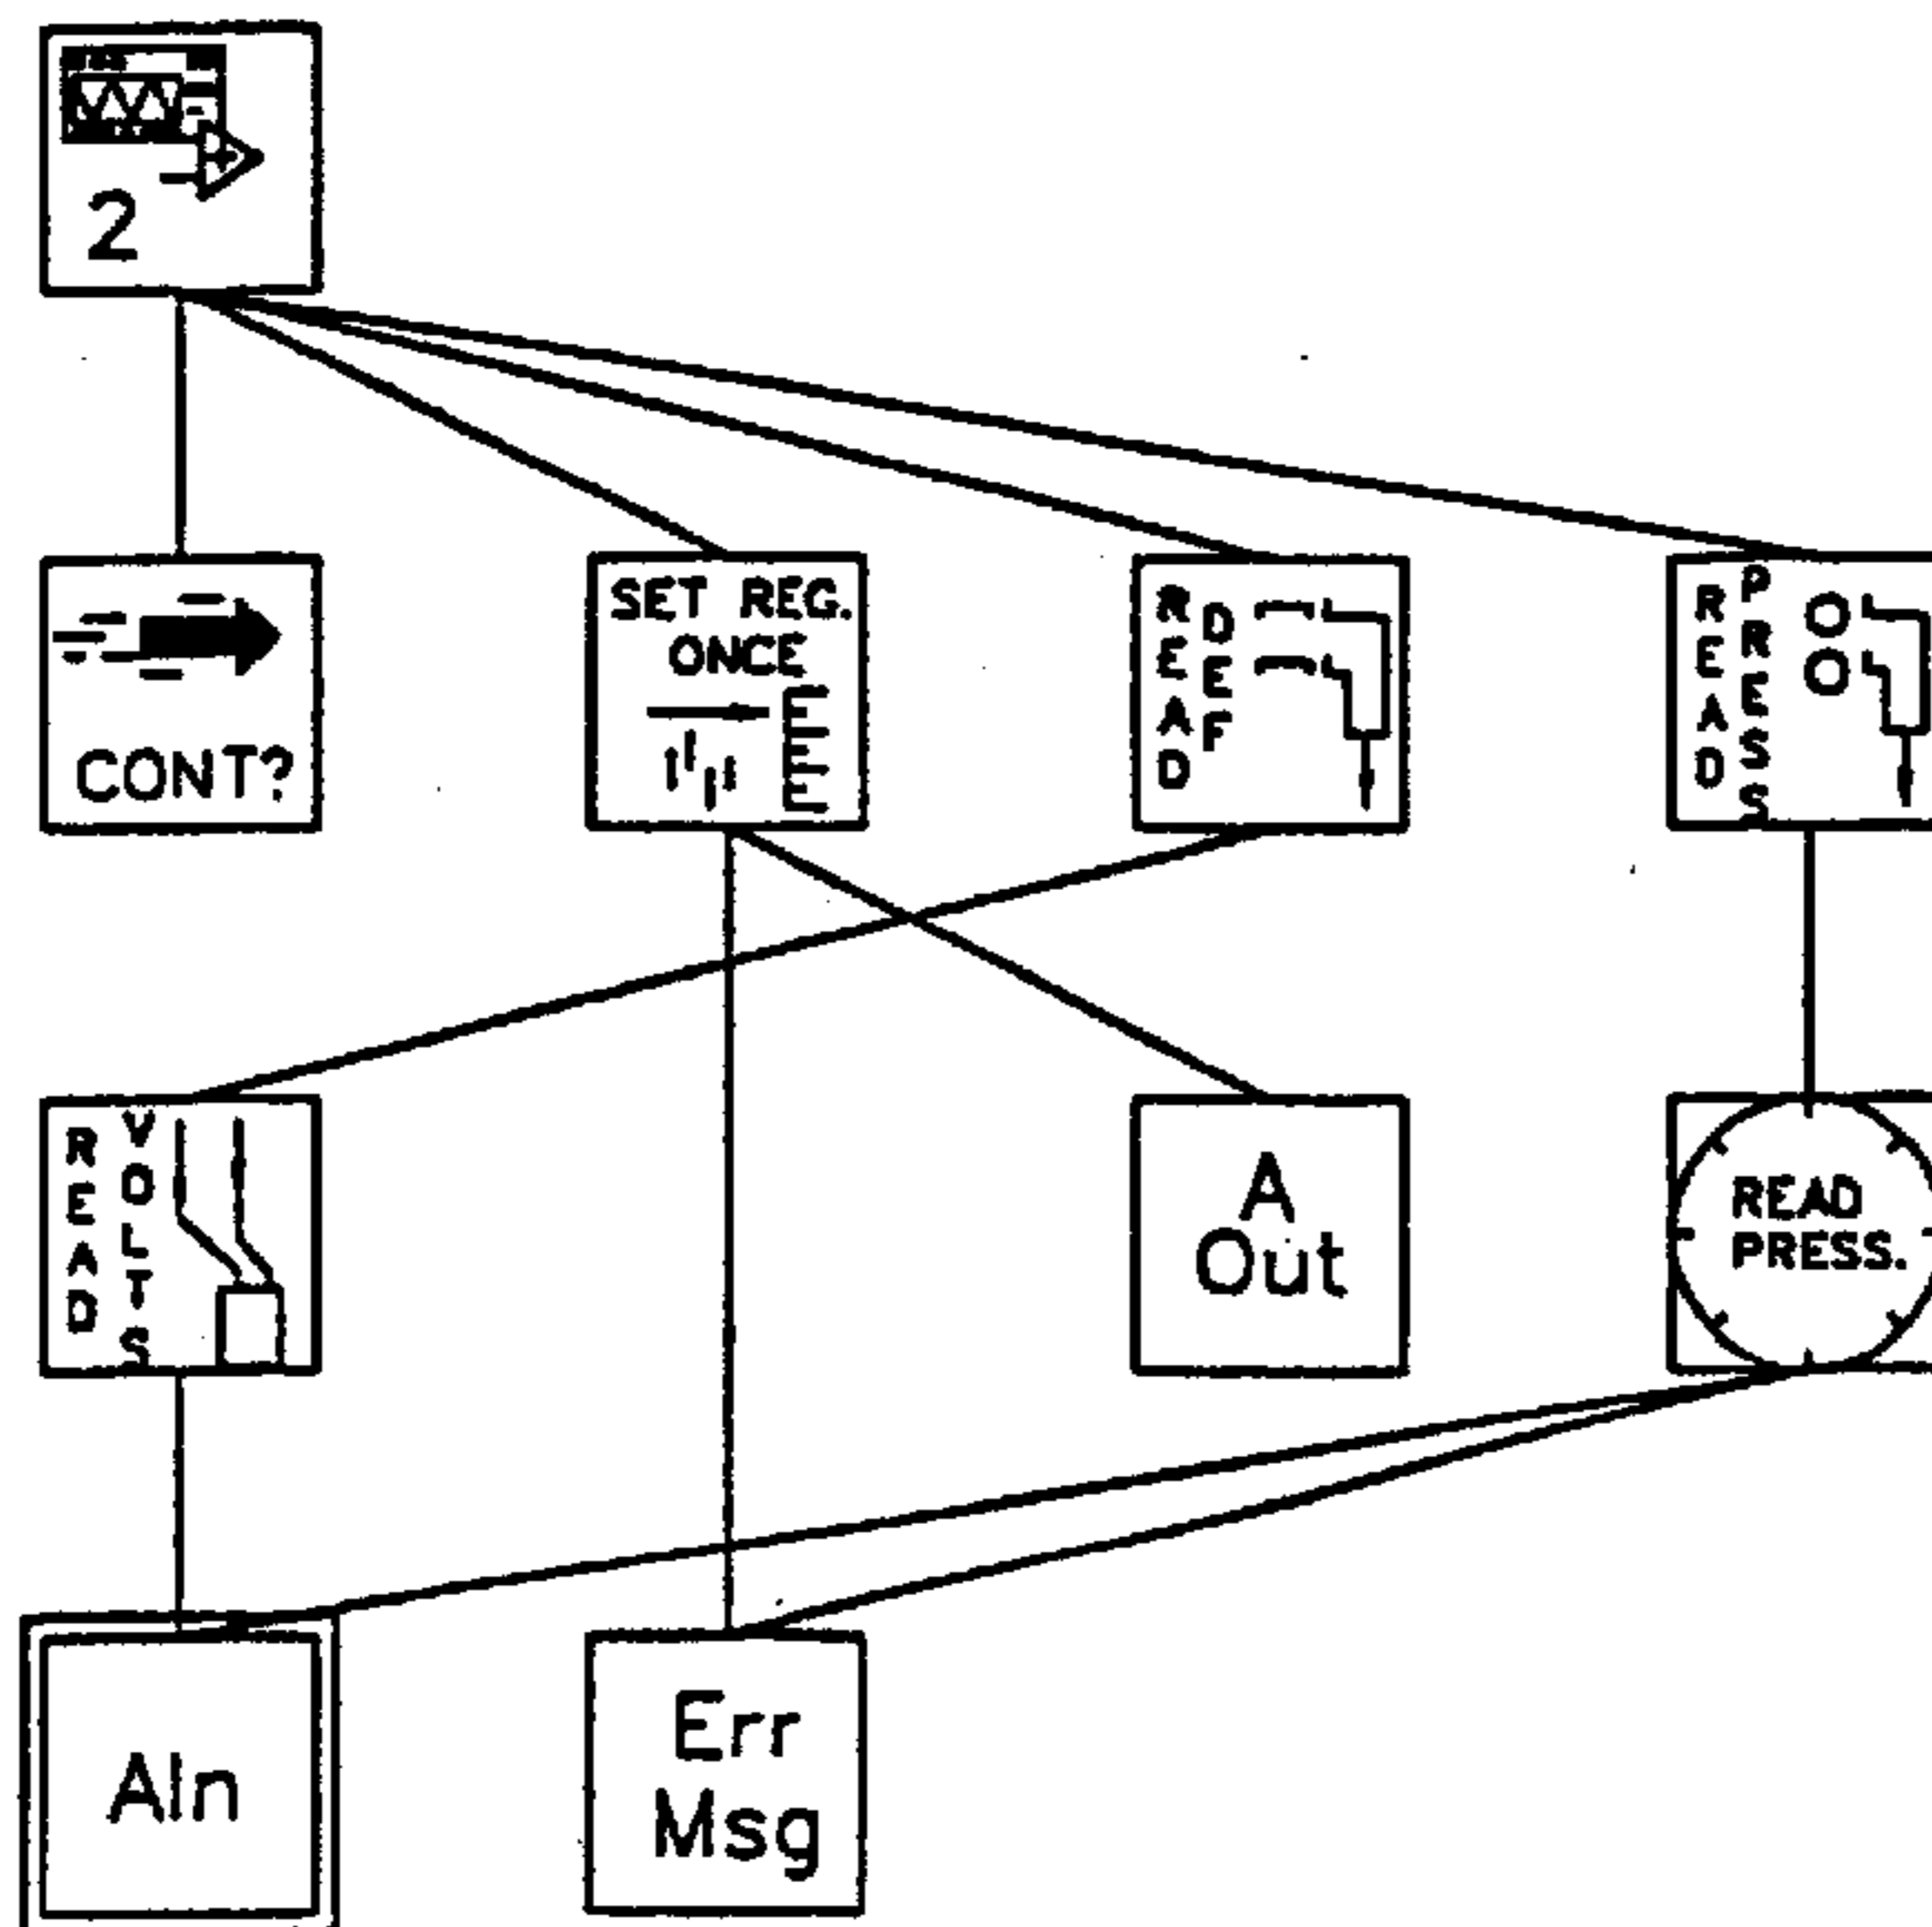 2
CONT?
SET REG.
ONCE
READ
DEF
READ
PRESS
READ
VOLTS
A
Out
READ
PRESS.
AIn
Err
Msg